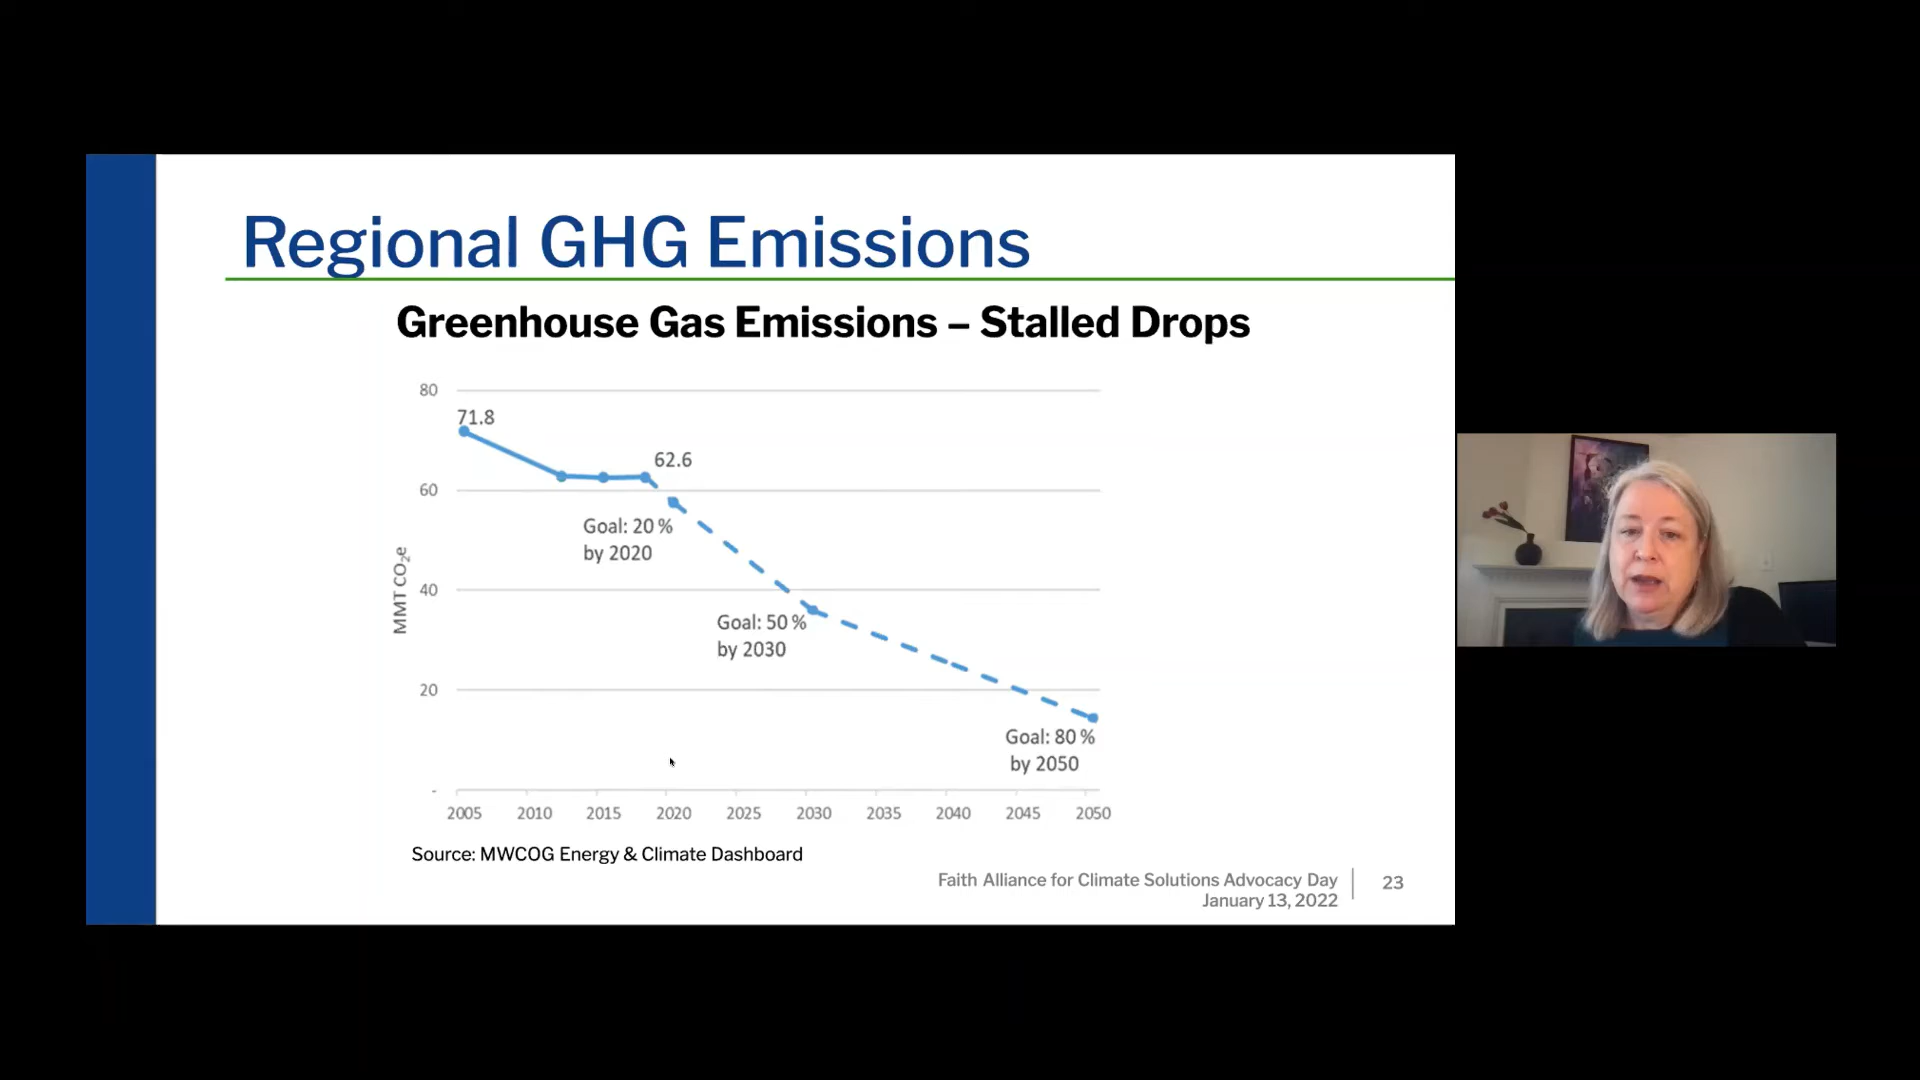 Regional GHG Emissions
Greenhouse Gas Emissions – Stalled Drops
80
71.8
62.6
60
Goal: 20 %
by 2020
MMT CO₂e
40
Goal: 50 %
by 2030
20
Goal: 80 %
by 2050
-
2005 2010 2015 2020 2025 2030 2035 2040 2045 2050
Source: MWCOG Energy & Climate Dashboard
Faith Alliance for Climate Solutions Advocacy Day
January 13, 2022
23